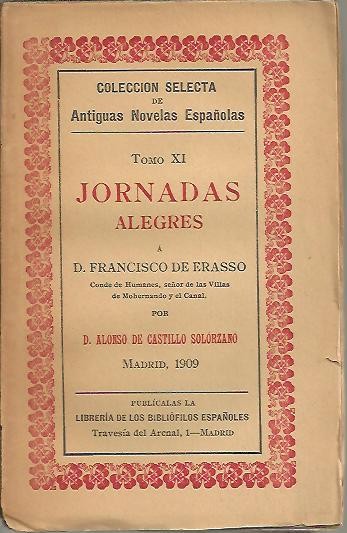 COLECCION SELECTA
DE
Antiguas Novelas Españolas
TOMO XI
JORNADAS
ALEGRES
Á
D. FRANCISCO DE ERASSO
Conde de Humanes, señor de las Villas
de Mohernando y el Canal.
POR
D. ALONSO DE CASTILLO SOLORZANO
MADRID, 1909
PUBLÍCALAS LA
LIBRERÍA DE LOS BIBLIÓFILOS ESPAÑOLES
Travesía del Arenal, 1—MADRID